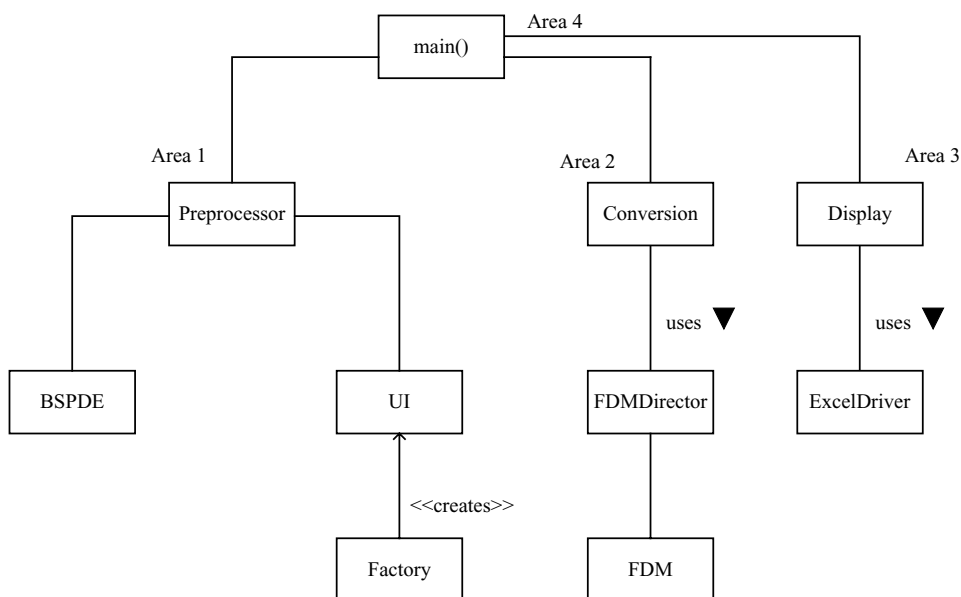 Area 4
main()
Area 1
Area 2
Area 3
Preprocessor
Conversion
Display
uses
uses
BSPDE
UI
FDMDirector
ExcelDriver
<<creates>>
Factory
FDM